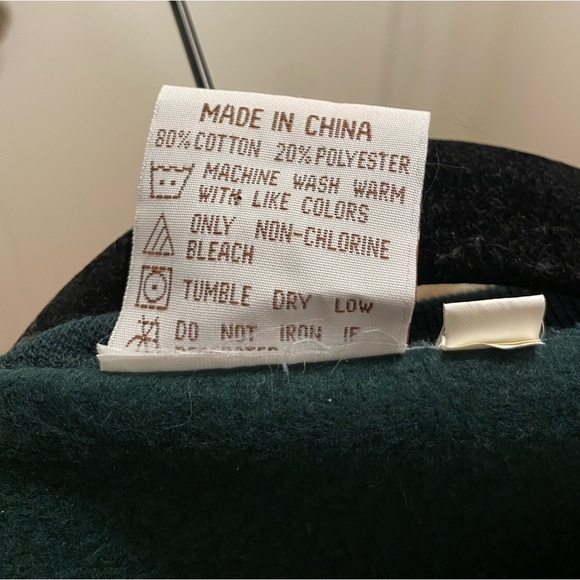 MADE IN CHINA
80% COTTON 20% POLYESTER
MACHINE WASH WARM
WITH LIKE COLORS
ONLY NON-CHLORINE
BLEACH
TUMBLE DRY LOW
DO NOT IRON IF